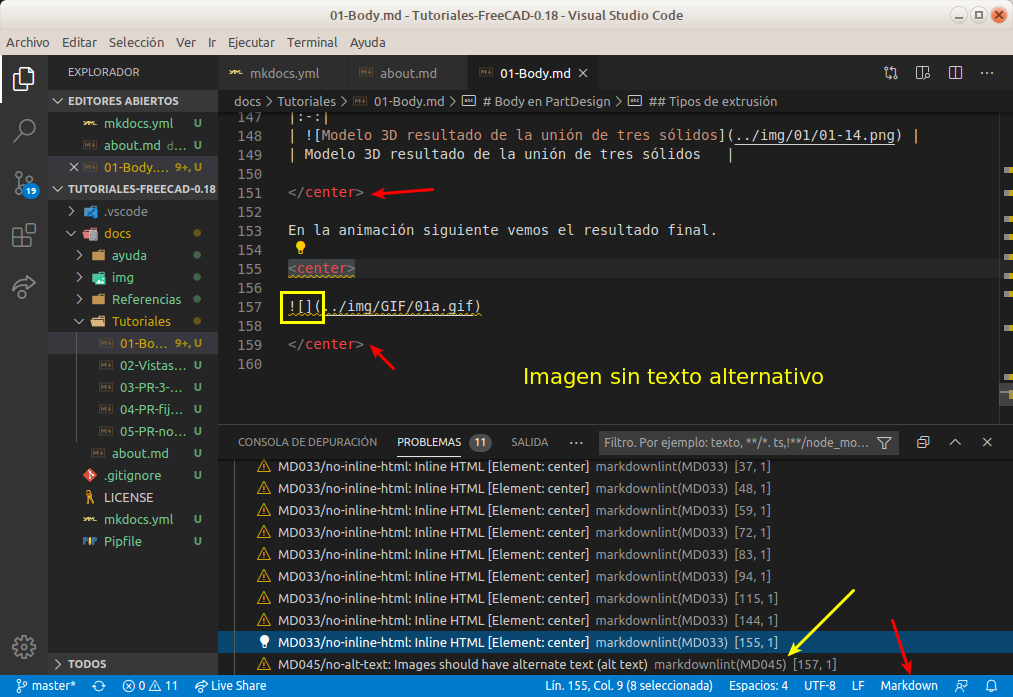 01-Body.md - Tutoriales-FreeCAD-0.18 - Visual Studio Code
Archivo Editar Selección Ver Ir Ejecutar Terminal Ayuda
EXPLORADOR
EDITORES ABIERTOS
mkdocs.yml U
about.md d... U
01-Body.... 9+, U
TUTORIALES-FREECAD-0.18
.vscode
docs
ayuda
img
Referencias
Tutoriales
01-Bo... 9+, U
02-Vistas... U
03-PR-3-... U
04-PR-fij... U
05-PR-no... U
about.md U
.gitignore U
LICENSE
mkdocs.yml U
Pipfile U
TODOS
19
mkdocs.yml about.md 01-Body.md
docs > Tutoriales > 01-Body.md > # Body en PartDesign > ## Tipos de extrusión
147 |:-:|
148 | ![Modelo 3D resultado de la unión de tres sólidos](../img/01/01-14.png) |
149 | Modelo 3D resultado de la unión de tres sólidos |
150
151 </center>
152
153 En la animación siguiente vemos el resultado final.
154
155 <center>
156
157 ![](../img/GIF/01a.gif)
158
159 </center>
160
Imagen sin texto alternativo
CONSOLA DE DEPURACIÓN PROBLEMAS 11 SALIDA ... Filtro. Por ejemplo: texto, **/*.ts,!**/node_mo...
MD033/no-inline-html: Inline HTML [Element: center] markdownlint(MD033) [37, 1]
MD033/no-inline-html: Inline HTML [Element: center] markdownlint(MD033) [48, 1]
MD033/no-inline-html: Inline HTML [Element: center] markdownlint(MD033) [59, 1]
MD033/no-inline-html: Inline HTML [Element: center] markdownlint(MD033) [72, 1]
MD033/no-inline-html: Inline HTML [Element: center] markdownlint(MD033) [83, 1]
MD033/no-inline-html: Inline HTML [Element: center] markdownlint(MD033) [94, 1]
MD033/no-inline-html: Inline HTML [Element: center] markdownlint(MD033) [115, 1]
MD033/no-inline-html: Inline HTML [Element: center] markdownlint(MD033) [144, 1]
MD033/no-inline-html: Inline HTML [Element: center] markdownlint(MD033) [155, 1]
MD045/no-alt-text: Images should have alternate text (alt text) markdownlint(MD045) [157, 1]
master* 0 11 Live Share Lín. 155, Col. 9 (8 seleccionada) Espacios: 4 UTF-8 LF Markdown